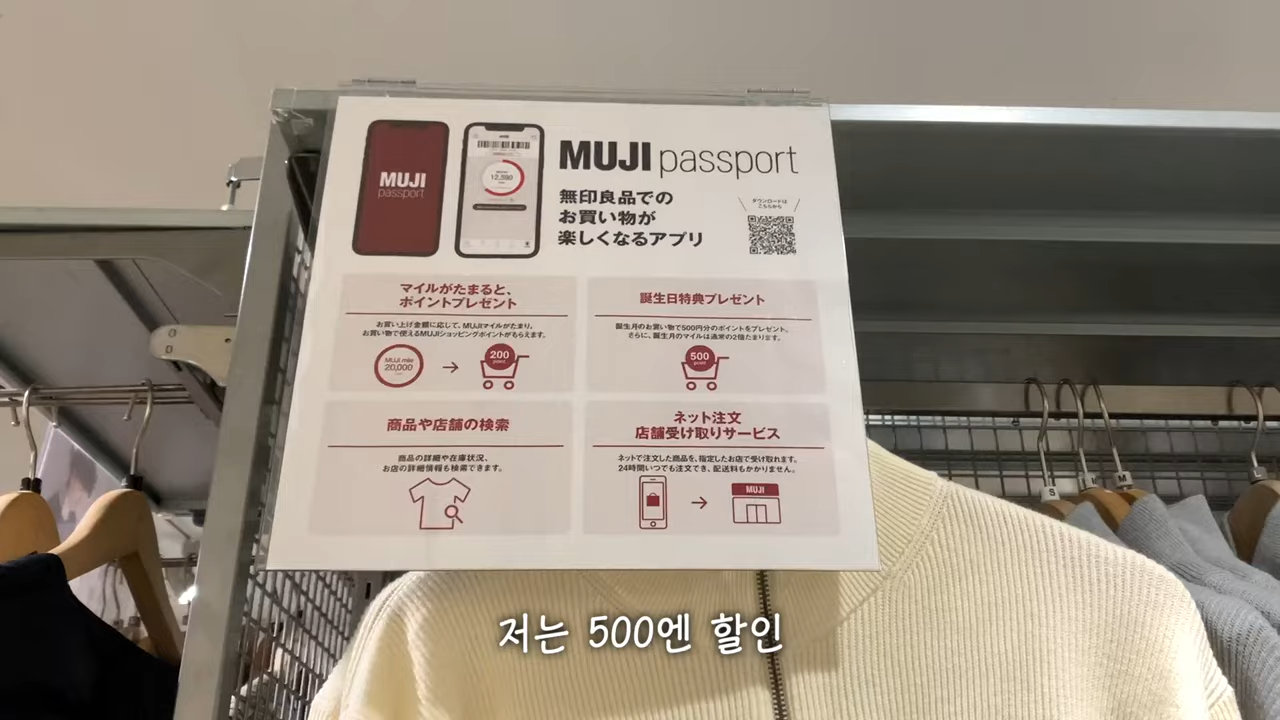 MUJI passport
無印良品での
お買い物が
楽しくなるアプリ
ダウンロードは
こちらから
MUJI
passport
12,590
マイルがたまると、
ポイントプレゼント
お買い上げ金額に応じて、MUJIマイルがたまり、
お買い物で使えるMUJIショッピングポイントがもらえます。
MUJI mile
20,000
200
point
誕生日特典プレゼント
誕生月のお買い物で500円分のポイントをプレゼント。
さらに、誕生月のマイルは通常の2倍たまります。
500
point
商品や店舗の検索
商品の詳細や在庫状況、
お店の詳細情報も検索できます。
ネット注文
店舗受け取りサービス
ネットで注文した商品を、指定したお店で受け取れます。
24時間いつでも注文でき、配送料もかかりません。
MUJI
S
M
M
저는 500엔 할인